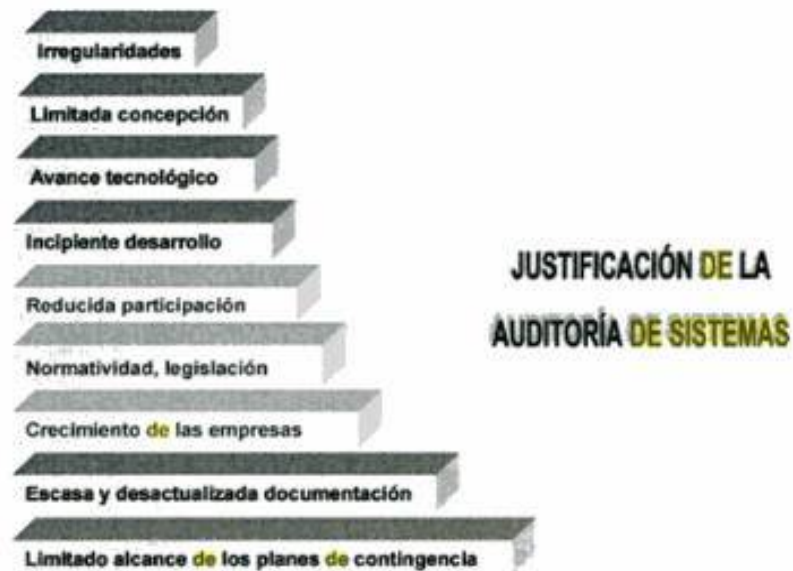 Irregularidades
Limitada concepción
Avance tecnológico
Incipiente desarrollo
Reducida participación
Normatividad, legislación
Crecimiento de las empresas
Escasa y desactualizada documentación
Limitado alcance de los planes de contingencia
JUSTIFICACIÓN DE LA
AUDITORÍA DE SISTEMAS